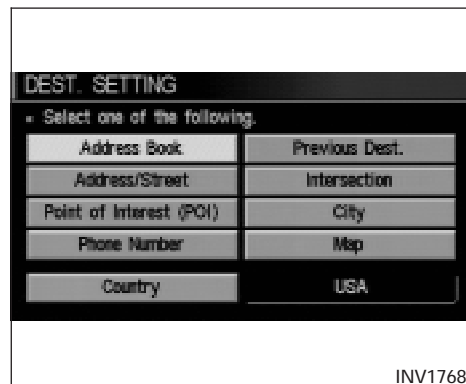 DEST. SETTING
Select one of the following.
Address Book Previous Dest.
Address/Street Intersection
Point of Interest (POI) City
Phone Number Map
Country USA
INV1768